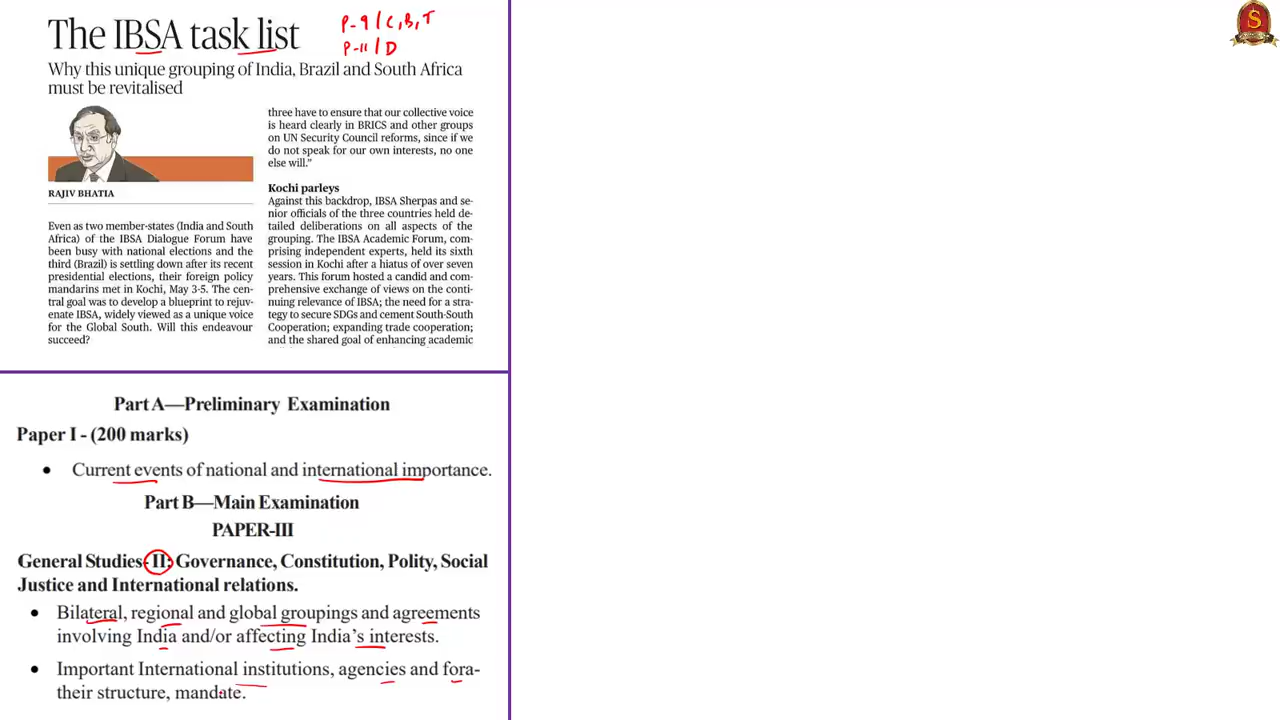 The IBSA task list
P-9/C,B,T
P-11/D
Why this unique grouping of India, Brazil and South Africa
must be revitalised
RAJIV BHATIA
Even as two member-states (India and South
Africa) of the IBSA Dialogue Forum have
been busy with national elections and the
third (Brazil) is settling down after its recent
presidential elections, their foreign policy
mandarins met in Kochi, May 3-5. The cen-
tral goal was to develop a blueprint to rejuv-
enate IBSA, widely viewed as a unique voice
for the Global South. Will this endeavour
succeed?
three have to ensure that our collective voice
is heard clearly in BRICS and other groups
on UN Security Council reforms, since if we
do not speak for our own interests, no one
else will."
Kochi parleys
Against this backdrop, IBSA Sherpas and se-
nior officials of the three countries held de-
tailed deliberations on all aspects of the
grouping. The IBSA Academic Forum, com-
prising independent experts, held its sixth
session in Kochi after a hiatus of over seven
years. This forum hosted a candid and com-
prehensive exchange of views on the conti-
nuing relevance of IBSA; the need for a stra-
tegy to secure SDGs and cement South-South
Cooperation; expanding trade cooperation;
and the shared goal of enhancing academic
Part A—Preliminary Examination
Paper I - (200 marks)
• Current events of national and international importance.
Part B—Main Examination
PAPER-III
General Studies-II: Governance, Constitution, Polity, Social
Justice and International relations.
• Bilateral, regional and global groupings and agreements
involving India and/or affecting India's interests.
• Important International institutions, agencies and fora-
their structure, mandate.
S